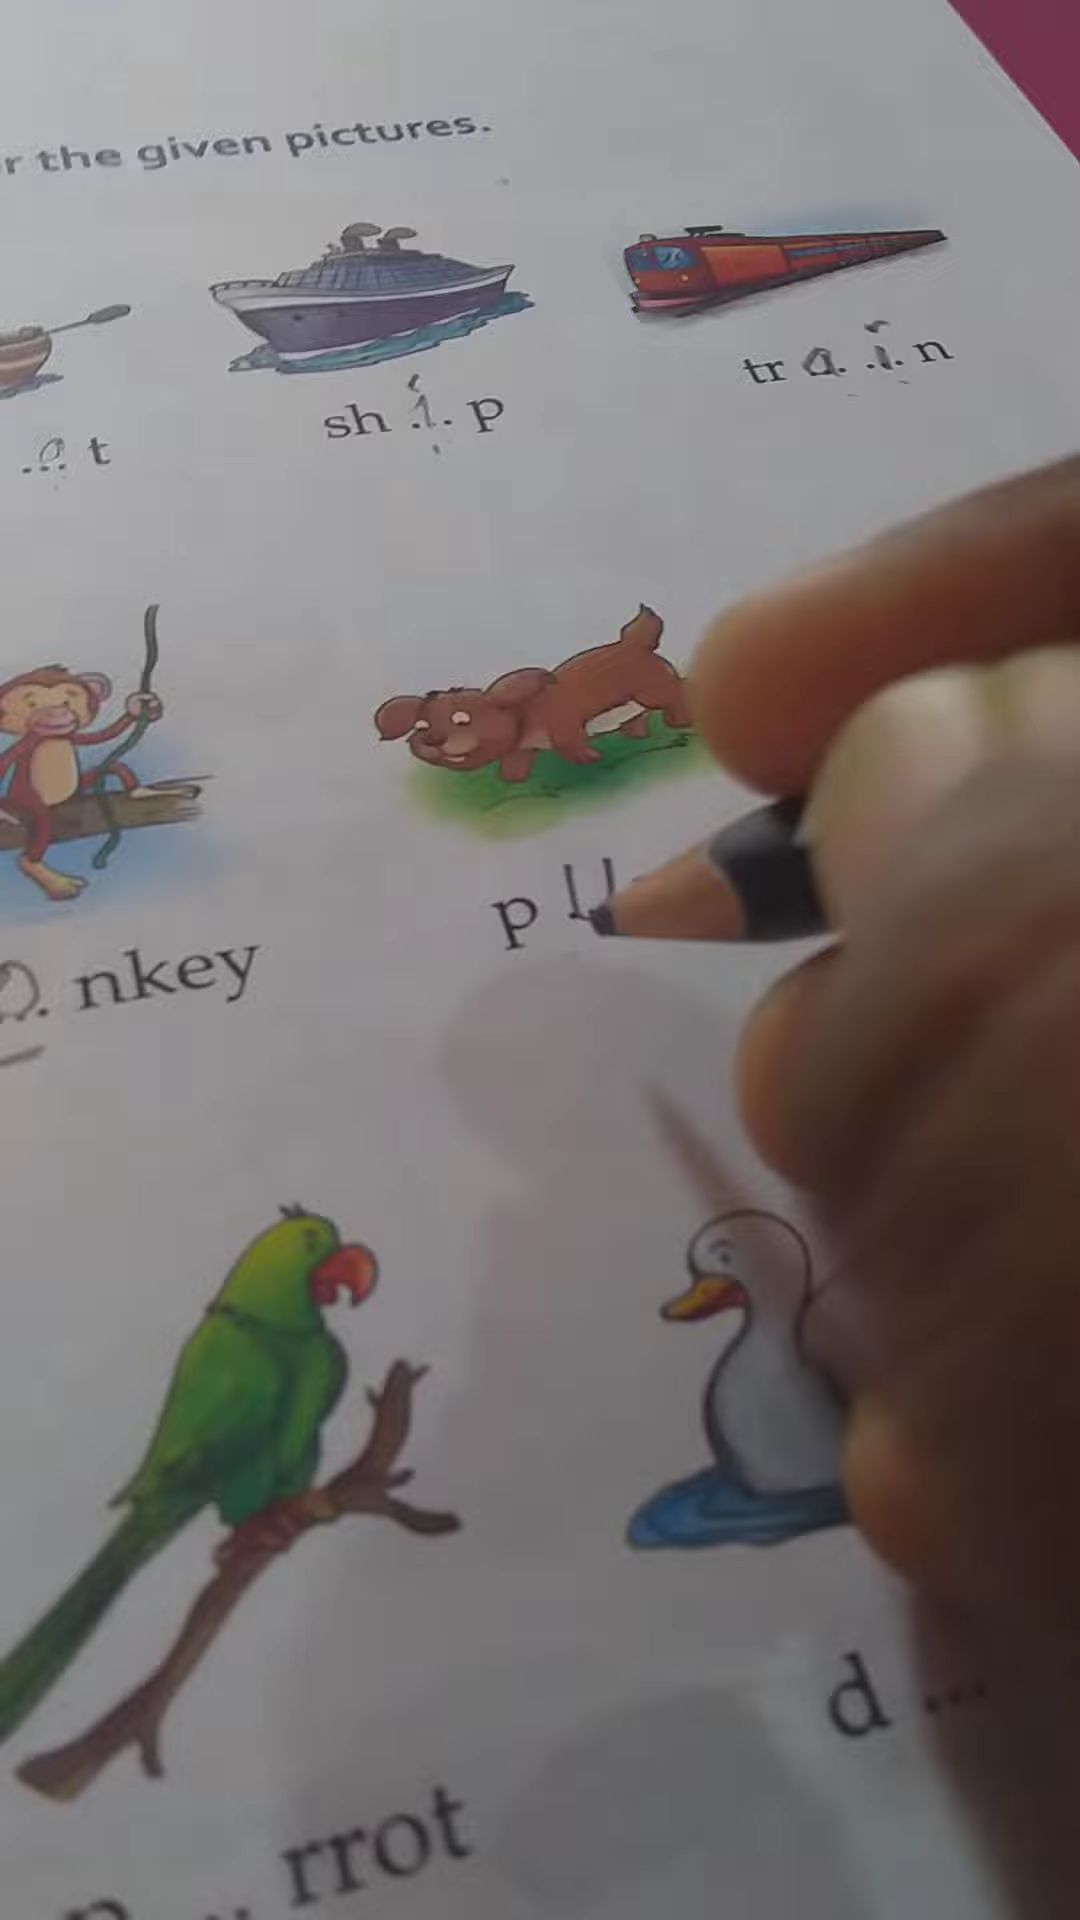 r the given pictures.
...o t sh .i. p tr a. .i. n
o. nkey p u
d ...
p... rrot